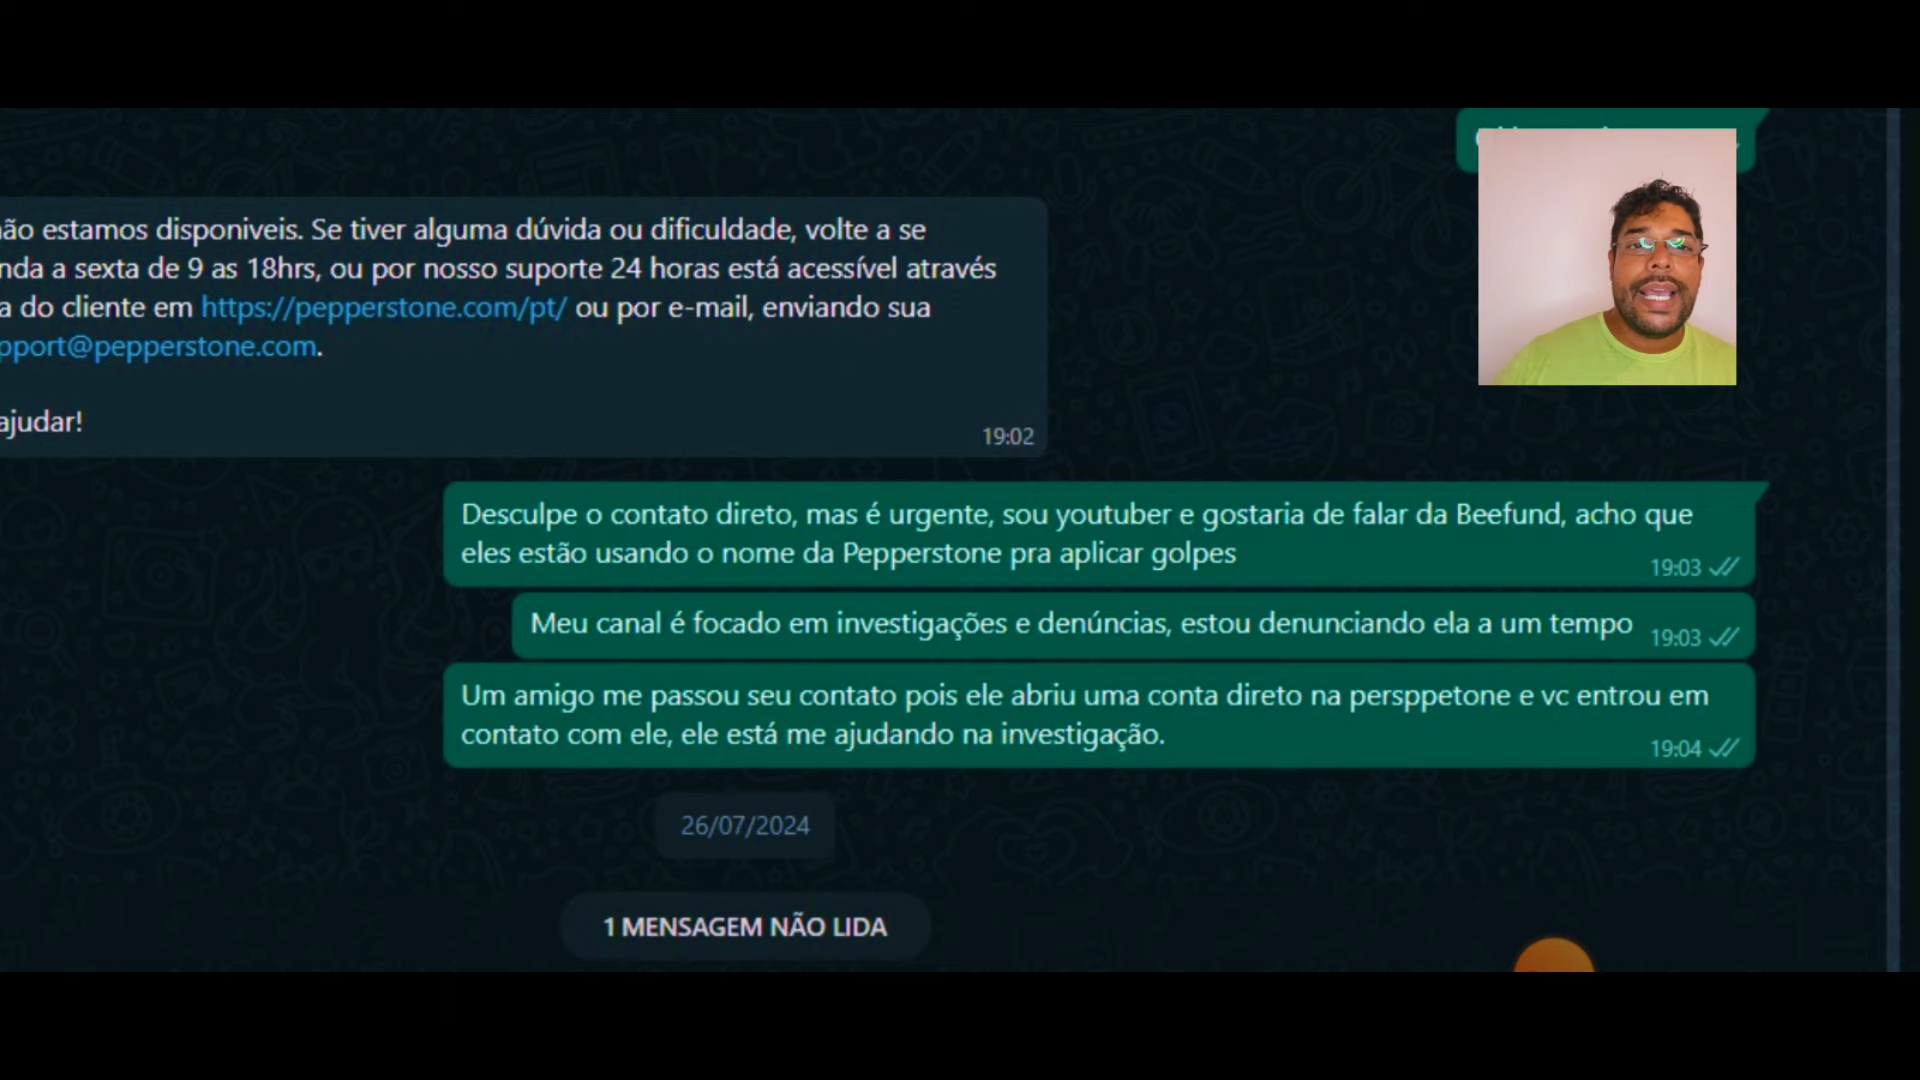 não estamos disponiveis. Se tiver alguma dúvida ou dificuldade, volte a se
a sexta de 9 as 18hrs, ou por nosso suporte 24 horas está acessível através
do cliente em https://pepperstone.com/pt/ ou por e-mail, enviando sua
pport@pepperstone.com.
ajudar!
19:02
Desculpe o contato direto, mas é urgente, sou youtuber e gostaria de falar da Beefund, acho que
eles estão usando o nome da Pepperstone pra aplicar golpes
19:03
Meu canal é focado em investigações e denúncias, estou denunciando ela a um tempo
19:03
Um amigo me passou seu contato pois ele abriu uma conta direto na persppetone e vc entrou em
contato com ele, ele está me ajudando na investigação.
19:04
26/07/2024
1 MENSAGEM NÃO LIDA